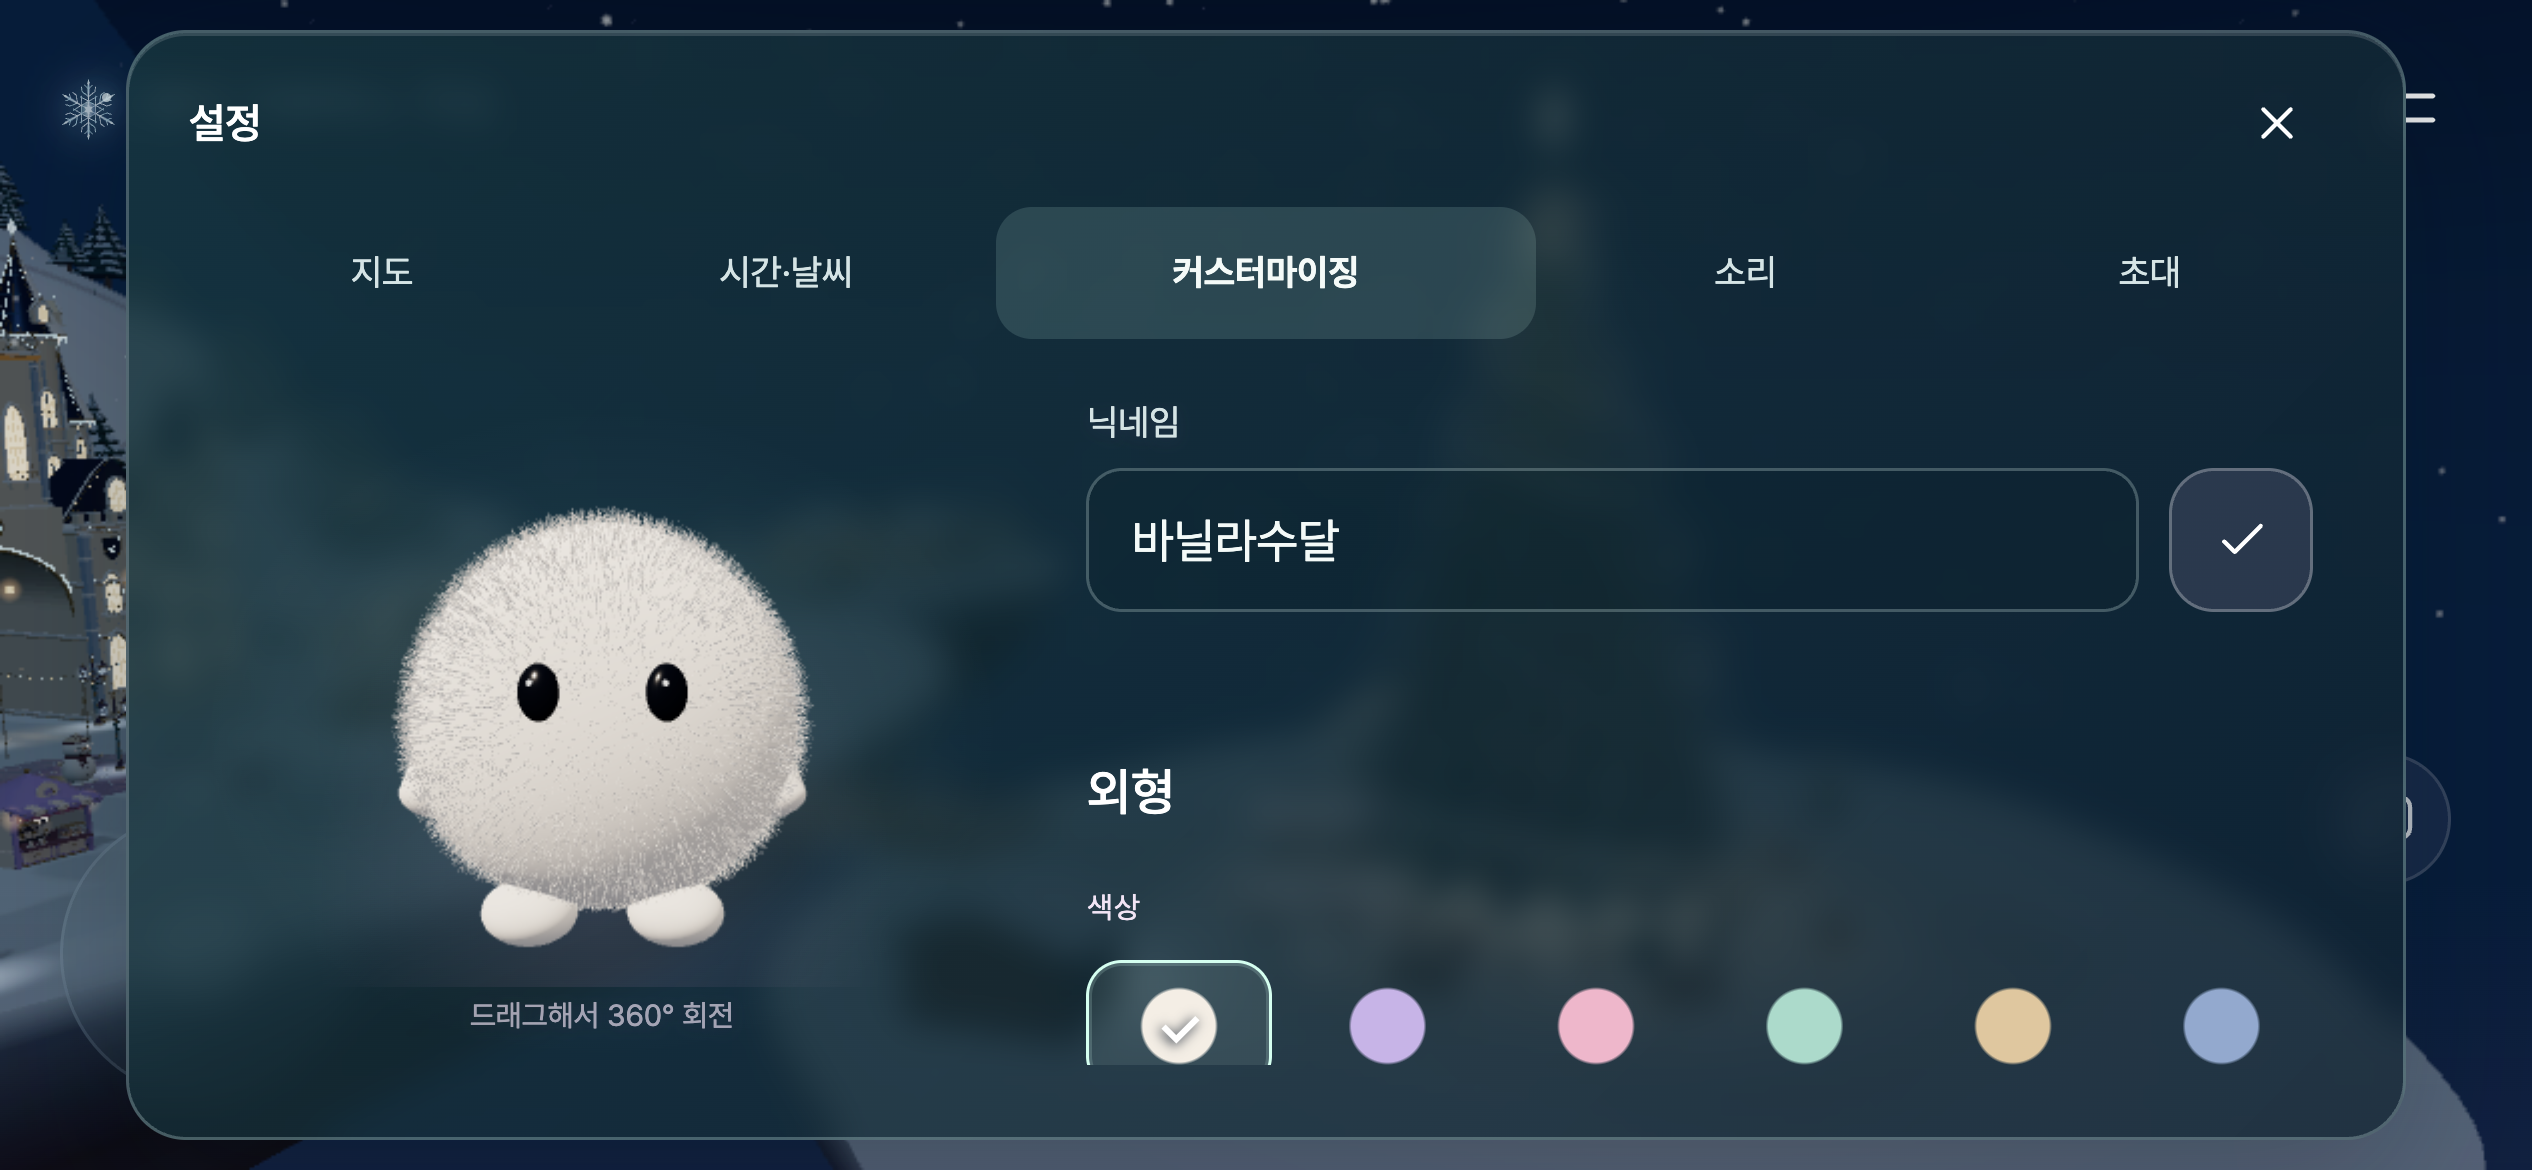 설정
지도
시간·날씨
커스터마이징
소리
초대
닉네임
바닐라수달
외형
색상
드래그해서 360° 회전